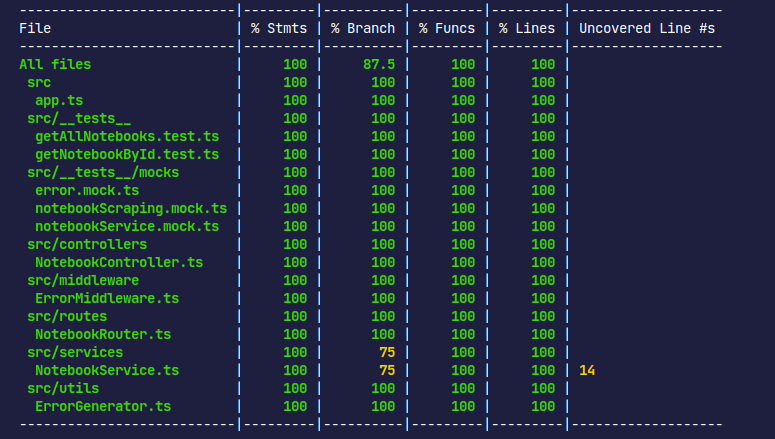 ---------------------------|---------|----------|---------|---------|-------------------
File                       | % Stmts | % Branch | % Funcs | % Lines | Uncovered Line #s
---------------------------|---------|----------|---------|---------|-------------------
All files                  |     100 |     87.5 |     100 |     100 |
 src                       |     100 |      100 |     100 |     100 |
  app.ts                   |     100 |      100 |     100 |     100 |
 src/__tests__             |     100 |      100 |     100 |     100 |
  getAllNotebooks.test.ts  |     100 |      100 |     100 |     100 |
  getNotebookById.test.ts  |     100 |      100 |     100 |     100 |
 src/__tests__/mocks       |     100 |      100 |     100 |     100 |
  error.mock.ts            |     100 |      100 |     100 |     100 |
  notebookScraping.mock.ts |     100 |      100 |     100 |     100 |
  notebookService.mock.ts  |     100 |      100 |     100 |     100 |
 src/controllers           |     100 |      100 |     100 |     100 |
  NotebookController.ts    |     100 |      100 |     100 |     100 |
 src/middleware            |     100 |      100 |     100 |     100 |
  ErrorMiddleware.ts       |     100 |      100 |     100 |     100 |
 src/routes                |     100 |      100 |     100 |     100 |
  NotebookRouter.ts        |     100 |      100 |     100 |     100 |
 src/services              |     100 |       75 |     100 |     100 |
  NotebookService.ts       |     100 |       75 |     100 |     100 | 14
 src/utils                 |     100 |      100 |     100 |     100 |
  ErrorGenerator.ts        |     100 |      100 |     100 |     100 |
---------------------------|---------|----------|---------|---------|-------------------